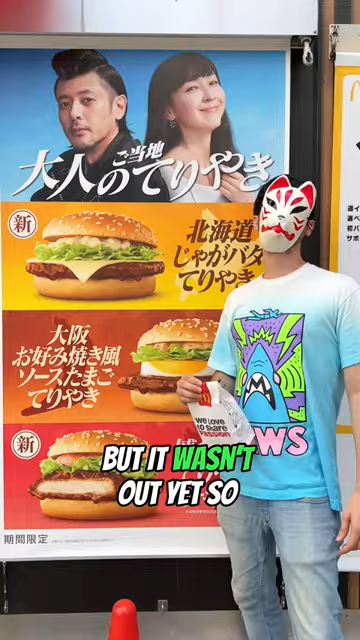 ご当地
大人のてりやき
新
北海道
じゃがバタ
てりやき
大阪
お好み焼き風
ソースたまご
てりやき
新
we love
to share
passion
WS
BUT IT WASN'T
OUT YET SO
期間限定